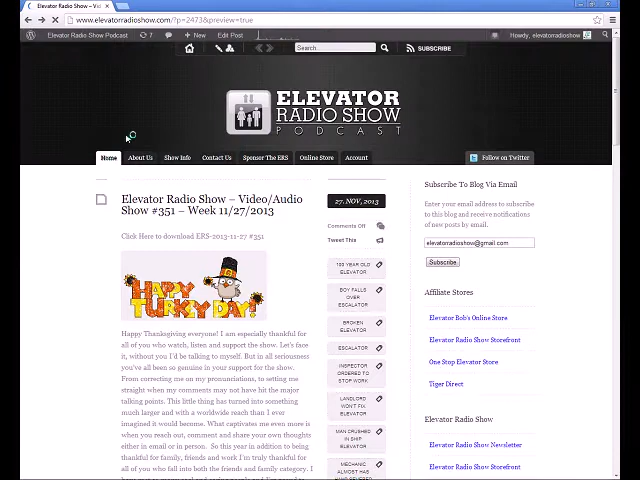 Elevator Radio Show – Vid
www.elevatorradioshow.com/?p=2473&preview=true
Elevator Radio Show Podcast 7 + New Edit Post Howdy, elevatorradioshow
Search... SUBSCRIBE
ELEVATOR
RADIO SHOW
PODCAST
Home About Us Show Info Contact Us Sponsor The ERS Online Store Account Follow on Twitter
Elevator Radio Show – Video/Audio
Show #351 – Week 11/27/2013
Click Here to download ERS-2013-11-27 #351
HAPPY
TURKEY DAY!
Happy Thanksgiving everyone! I am especially thankful for
all of you who watch, listen and support the show. Let's face
it, without you I'd be talking to myself. But in all seriousness
you've all been so genuine in your support for the show.
From correcting me on my pronunciations, to setting me
straight when my comments may not have hit the major
talking points. This little thing has turned into something
much larger and with a worldwide reach than I ever
imagined it would become. What captivates me even more is
when you reach out, comment and share your own thoughts
either in email or in person. So this year in addition to being
thankful for family, friends and work I'm truly thankful for
all of you who fall into both the friends and family category. I
27. NOV, 2013
Comments Off
Tweet This
100 YEAR OLD
ELEVATOR
BOY FALLS
OVER
ESCALATOR
BROKEN
ELEVATOR
ESCALATOR
INSPECTOR
ORDERED TO
STOP WORK
LANDLORD
WON'T FIX
ELEVATOR
MAN CRUSHED
IN SHIP
ELEVATOR
MECHANIC
ALMOST HAS
Subscribe To Blog Via Email
Enter your email address to subscribe
to this blog and receive notifications
of new posts by email.
elevatorradioshow@gmail.com
Subscribe
Affiliate Stores
Elevator Bob's Online Store
Elevator Radio Show Storefront
One Stop Elevator Store
Tiger Direct
Elevator Radio Show
Elevator Radio Show Newsletter
Elevator Radio Show Storefront